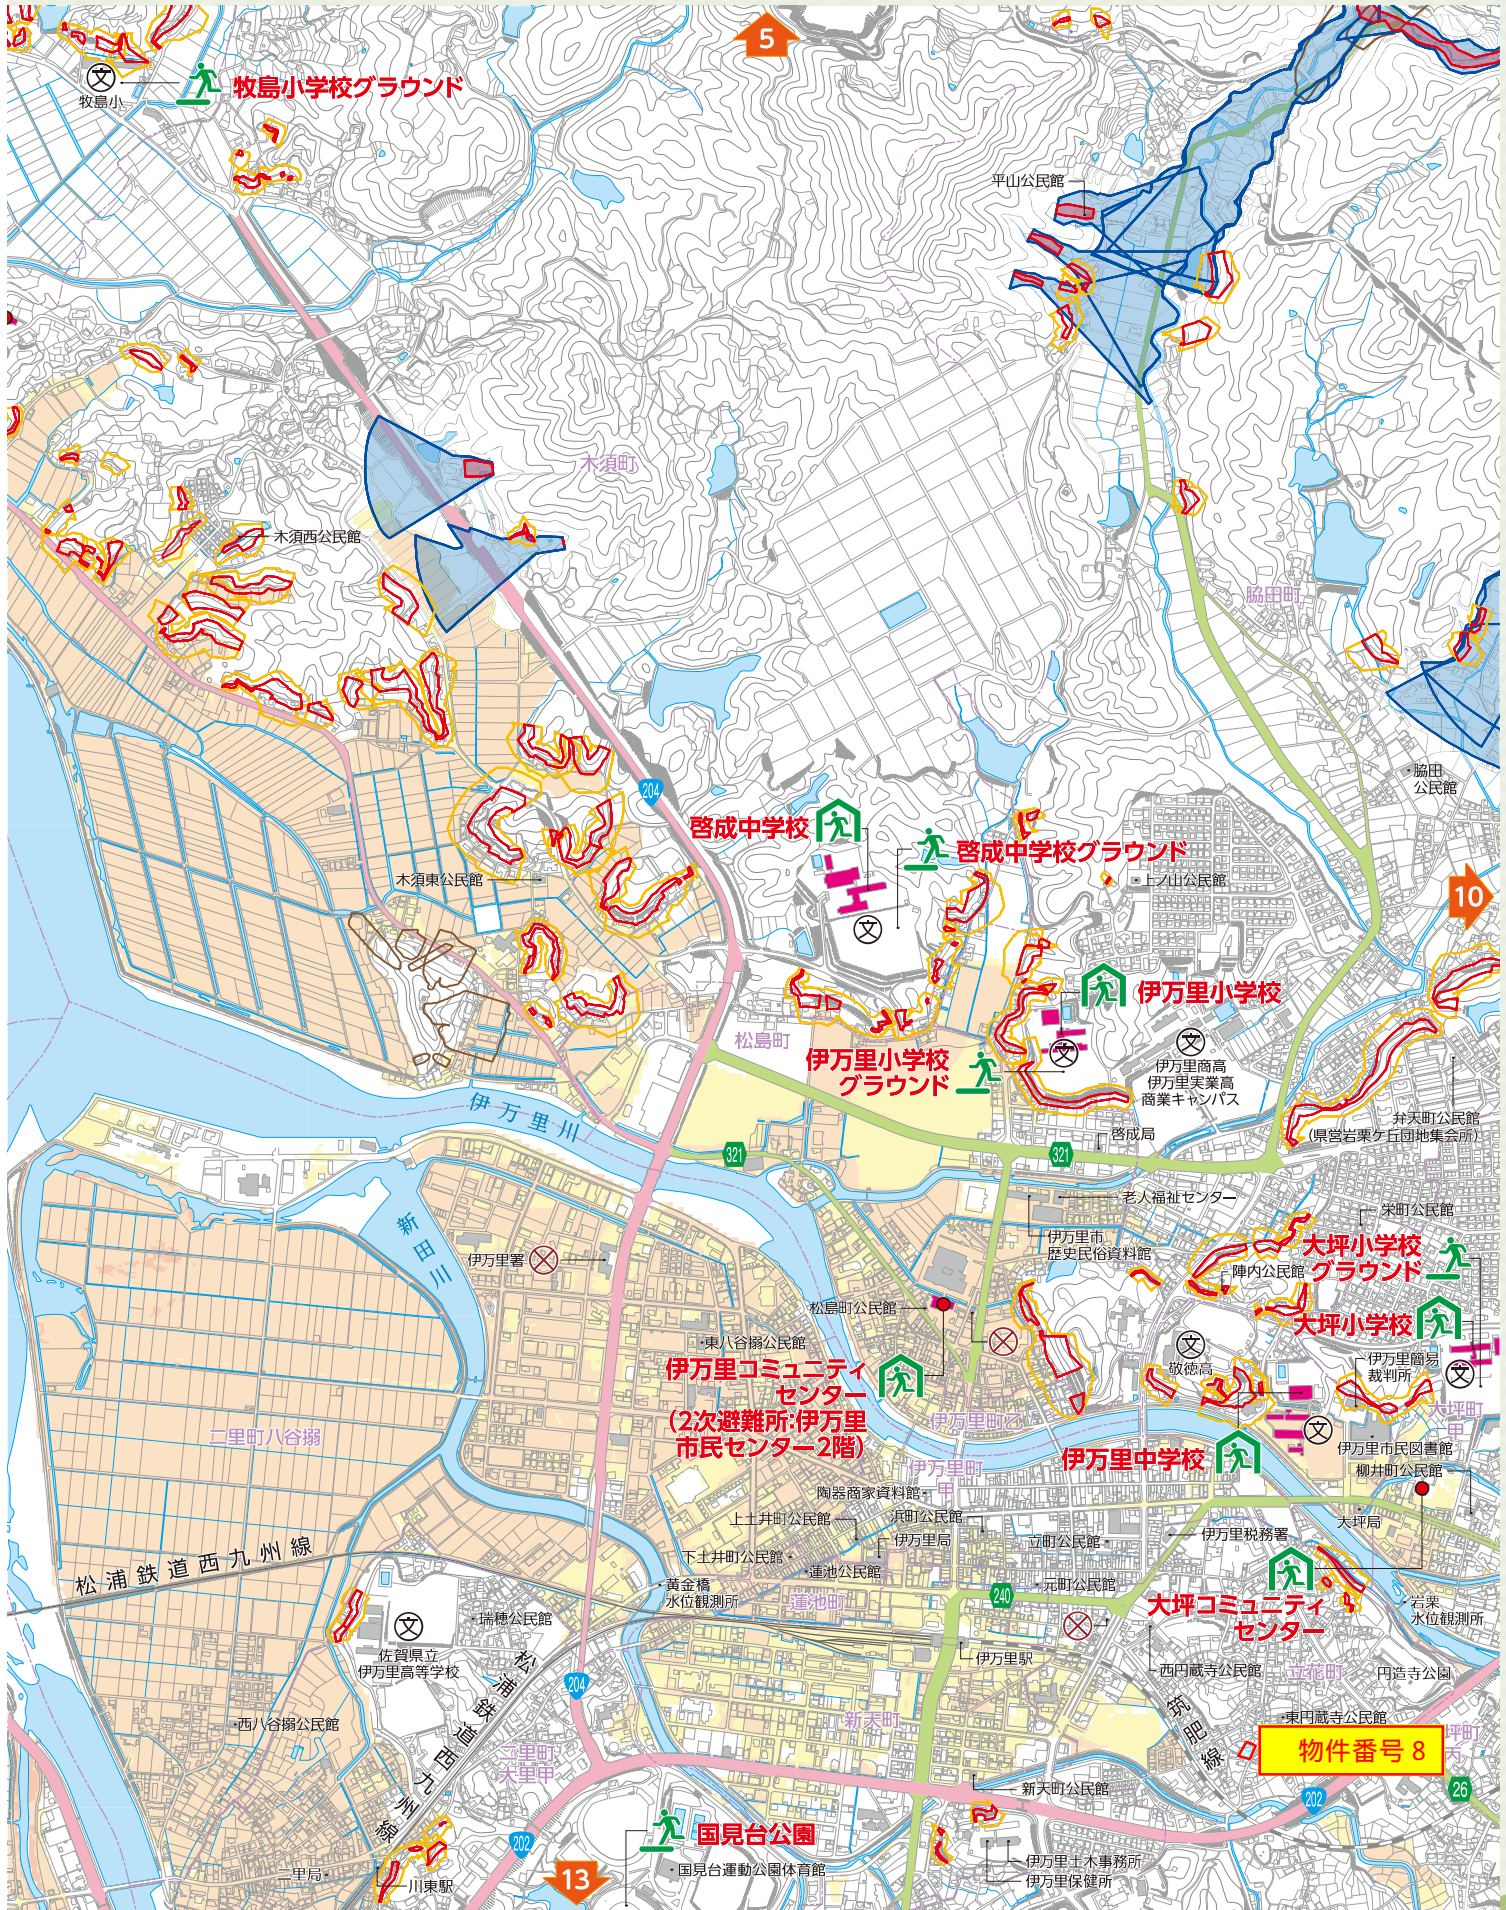 5
牧島小
牧島小学校グラウンド
平山公民館
木須町
木須西公民館
脇田町
脇田
公民館
204
啓成中学校
啓成中学校グラウンド
木須東公民館
上ノ山公民館
10
伊万里小学校
松島町
伊万里小学校
グラウンド
伊万里商高
伊万里実業高
商業キャンパス
弁天町公民館
(県営岩栗ケ丘団地集会所)
伊万里川
啓成局
321
321
老人福祉センター
栄町公民館
新田川
伊万里署
伊万里市
歴史民俗資料館
大坪小学校
グラウンド
陣内公民館
松島町公民館
大坪小学校
東八谷搦公民館
敬徳高
伊万里簡易
裁判所
伊万里コミュニティ
センター
(2次避難所:伊万里
市民センター2階)
伊万里町乙
大坪町
甲
二里町八谷搦
伊万里中学校
伊万里市民図書館
伊万里町
甲
柳井町公民館
陶器商家資料館
上土井町公民館
浜町公民館
大坪局
伊万里局
立町公民館
伊万里税務署
松浦鉄道西九州線
下土井町公民館
蓮池公民館
黄金橋
水位観測所
蓮池町
240
元町公民館
大坪コミュニティ
センター
岩栗
水位観測所
瑞穂公民館
佐賀県立
伊万里高等学校
伊万里駅
西円蔵寺公民館
立花町
円造寺公園
204
松浦鉄道西九州線
西八谷搦公民館
新天町
筑肥線
東円蔵寺公民館
二里町
大里甲
物件番号 8
坪町
丙
新天町公民館
26
202
国見台公園
202
13
国見台運動公園体育館
伊万里土木事務所
伊万里保健所
二里局
川東駅